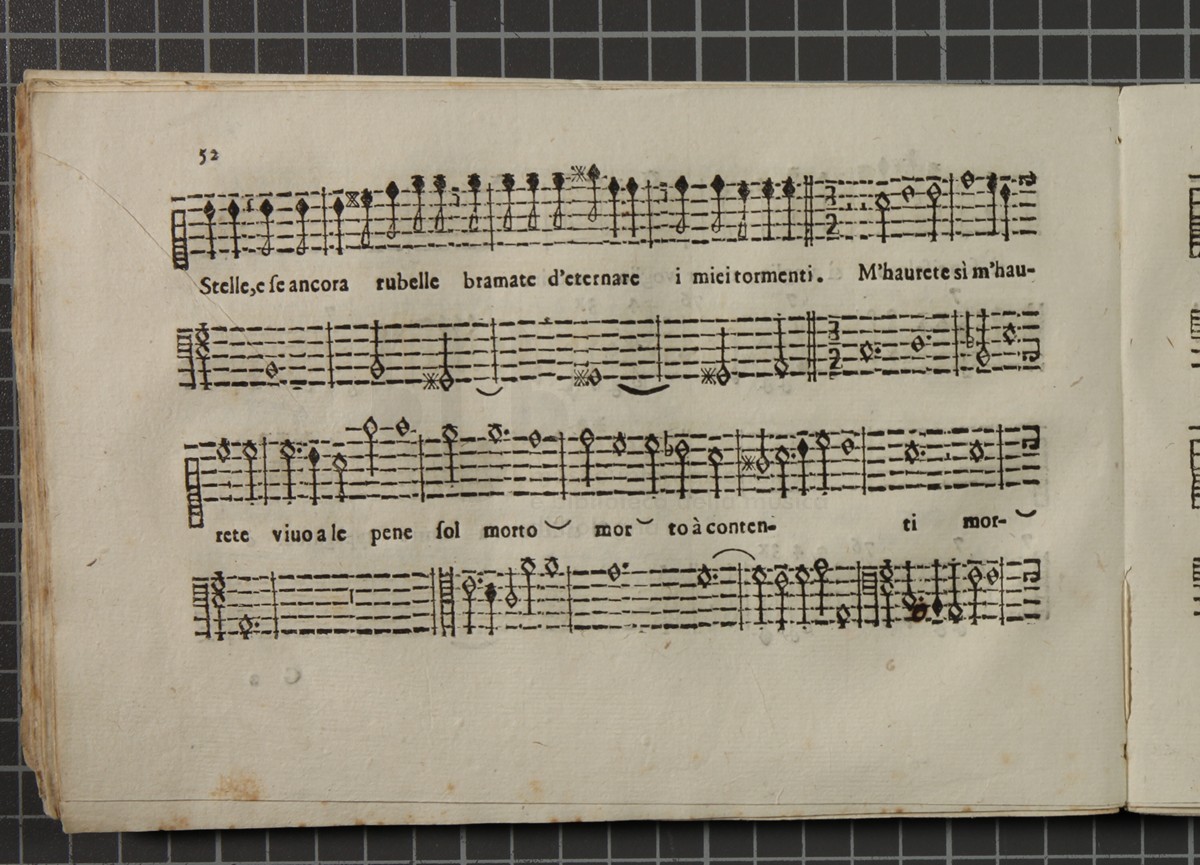 52
Stelle, e se ancora rubelle bramate d'eternare i miei tormenti. M'haurete sì m'hau-
rete viuo a le pene sol morto mor to à conten- ti mor-